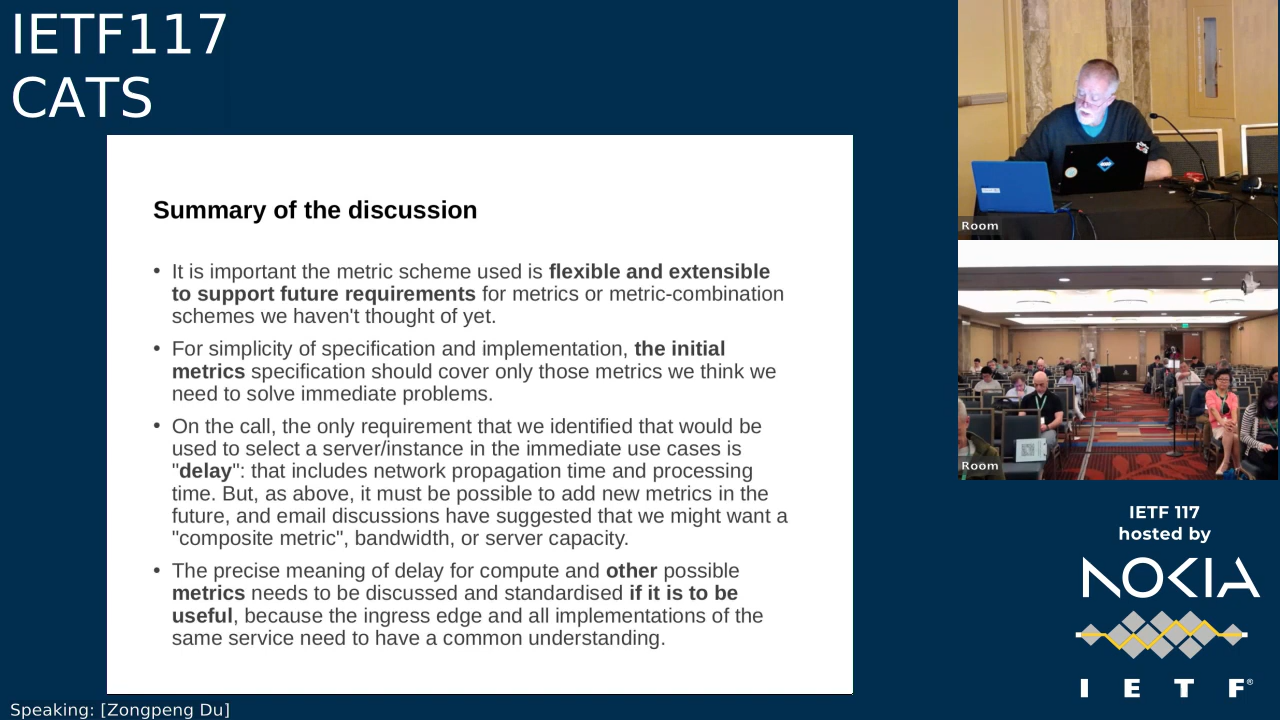 IETF117
CATS
Summary of the discussion
• It is important the metric scheme used is flexible and extensible
to support future requirements for metrics or metric-combination
schemes we haven't thought of yet.
• For simplicity of specification and implementation, the initial
metrics specification should cover only those metrics we think we
need to solve immediate problems.
• On the call, the only requirement that we identified that would be
used to select a server/instance in the immediate use cases is
"delay": that includes network propagation time and processing
time. But, as above, it must be possible to add new metrics in the
future, and email discussions have suggested that we might want a
"composite metric", bandwidth, or server capacity.
• The precise meaning of delay for compute and other possible
metrics needs to be discussed and standardised if it is to be
useful, because the ingress edge and all implementations of the
same service need to have a common understanding.
Speaking: [Zongpeng Du]
Room
Room
IETF 117
hosted by
NOKIA
I E T F®